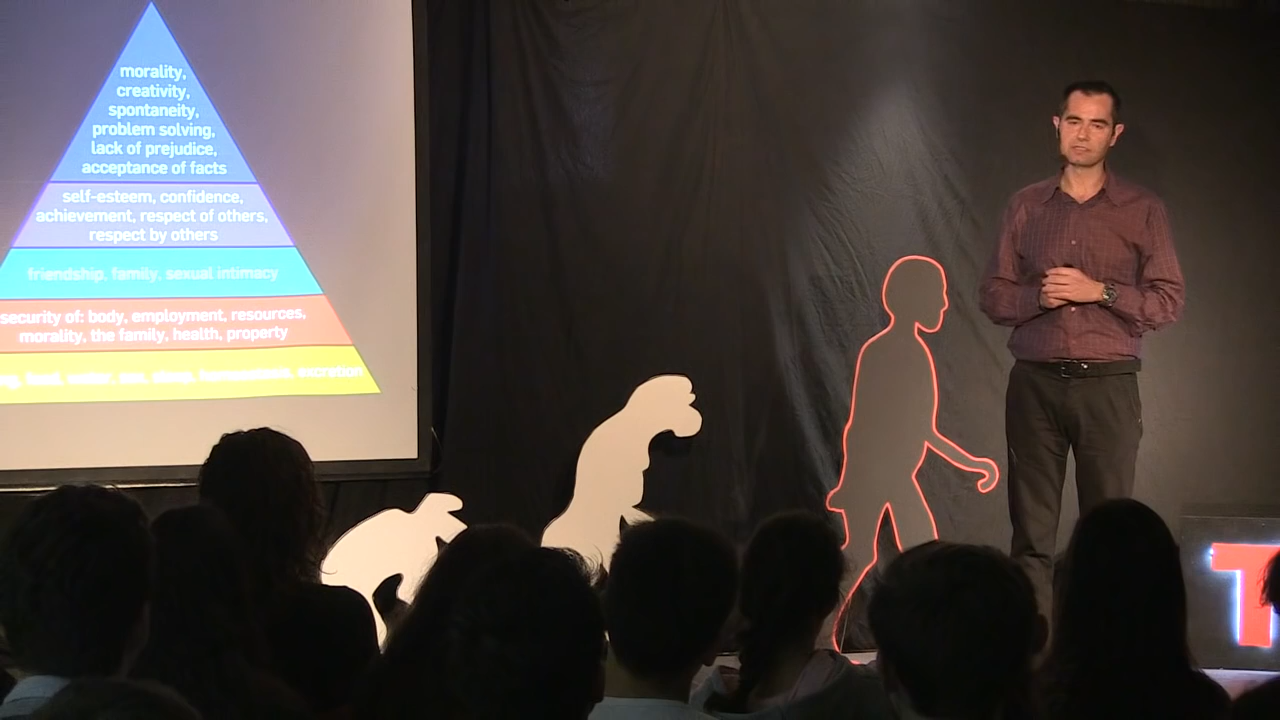 morality,
creativity,
spontaneity,
problem solving,
lack of prejudice,
acceptance of facts
self-esteem, confidence,
achievement, respect of others,
respect by others
friendship, family, sexual intimacy
security of: body, employment, resources,
morality, the family, health, property
food, water, sex, sleep, homeostasis, excretion
T